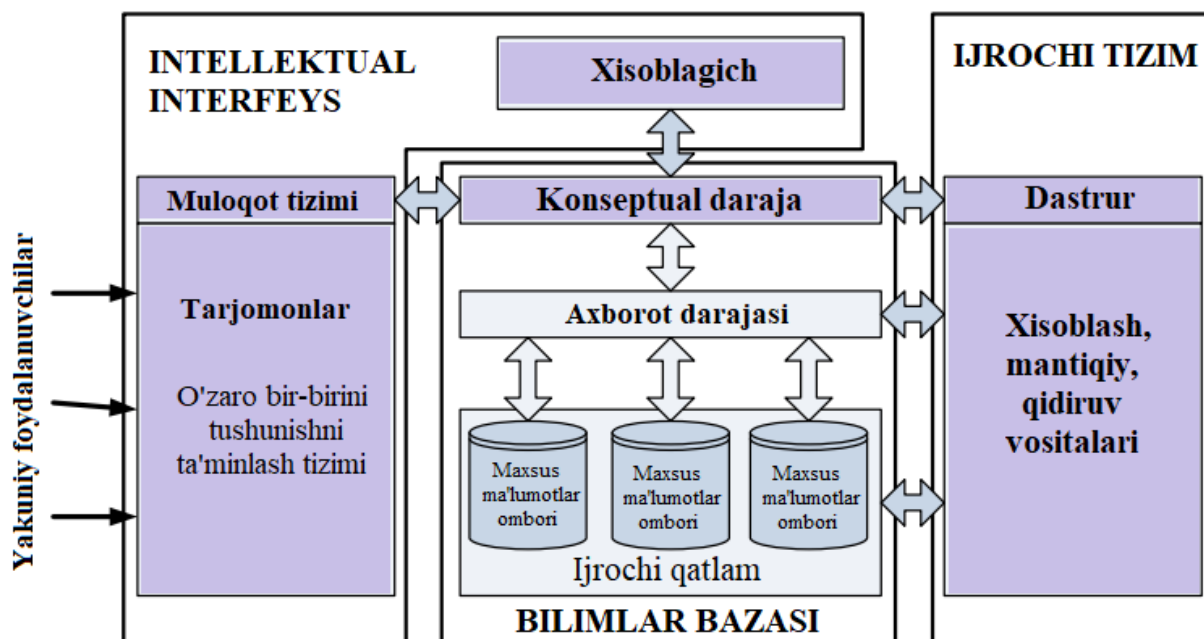 INTELLEKTUAL
INTERFEYS
Xisoblagich
IJROCHI TIZIM
Muloqot tizimi
Konseptual daraja
Dastrur
Yakuniy foydalanuvchilar
Tarjomonlar
O'zaro bir-birini
tushunishni
ta'minlash tizimi
Axborot darajasi
Xisoblash,
mantiqiy,
qidiruv
vositalari
Maxsus
ma'lumotlar
ombori
Maxsus
ma'lumotlar
ombori
Maxsus
ma'lumotlar
ombori
Ijrochi qatlam
BILIMLAR BAZASI